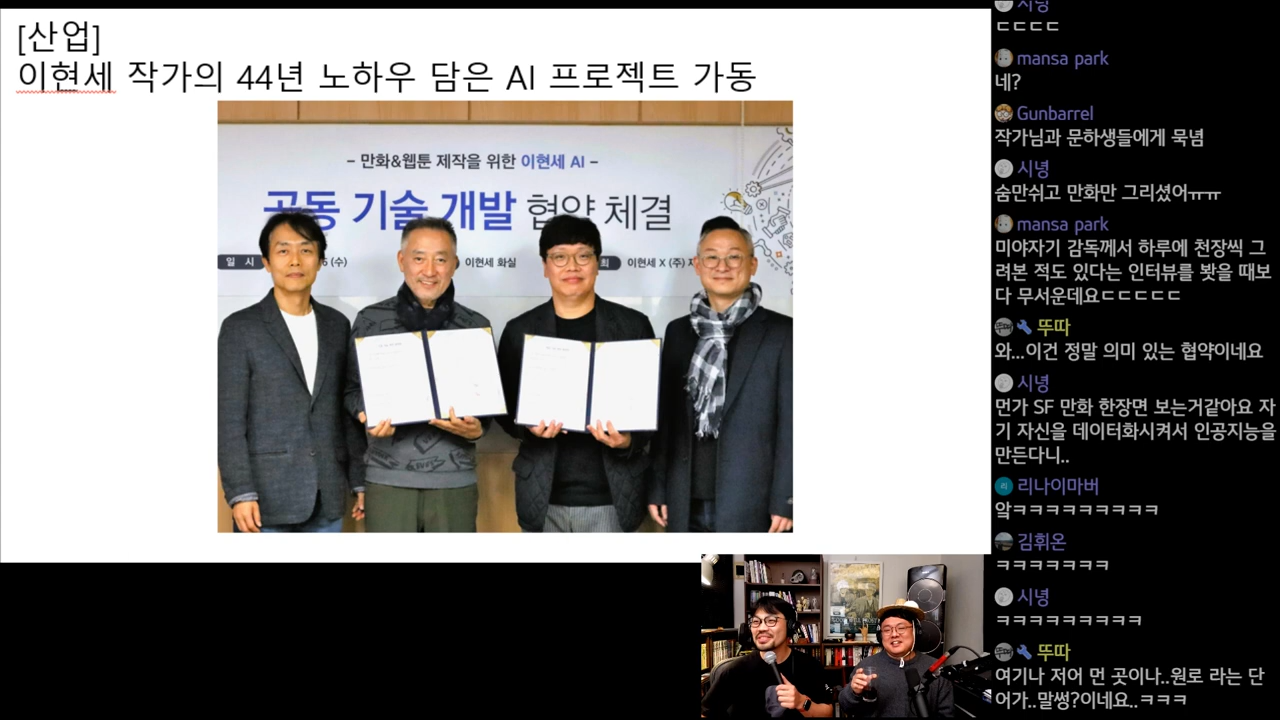 [산업]
이현세 작가의 44년 노하우 담은 AI 프로젝트 가동
– 만화&웹툰 제작을 위한 이현세 AI –
공동 기술 개발 협약 체결
일 시
6 (수)
이현세 화실
최
이현세 X (주)
시녕
ㄷㄷㄷㄷ
mansa park
네?
Gunbarrel
작가님과 문하생들에게 묵념
시녕
숨만쉬고 만화만 그리셨어ㅠㅠ
mansa park
미야자기 감독께서 하루에 천장씩 그
려본 적도 있다는 인터뷰를 봣을 때보
다 무서운데요ㄷㄷㄷㄷㄷ
뚜따
와...이건 정말 의미 있는 협약이네요
시녕
먼가 SF 만화 한장면 보는거같아요 자
기 자신을 데이터화시켜서 인공지능을
만든다니..
리
리나이마버
앜ㅋㅋㅋㅋㅋㅋㅋㅋㅋ
김휘온
ㅋㅋㅋㅋㅋㅋㅋ
시녕
ㅋㅋㅋㅋㅋㅋㅋㅋㅋ
뚜따
여기나 저어 먼 곳이나..원로 라는 단
어가..말썽?이네요..ㅋㅋㅋ